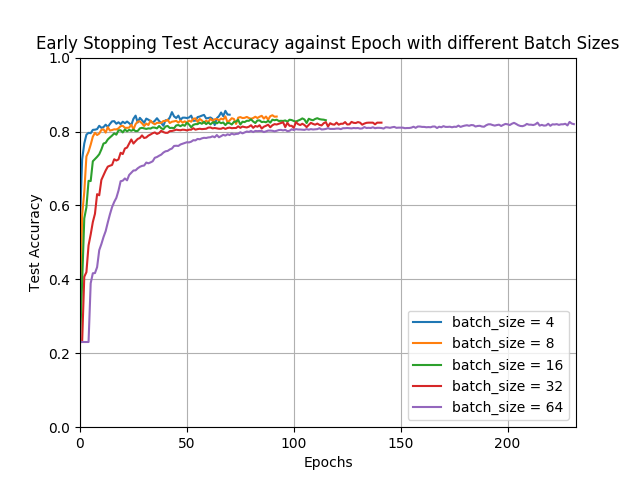 Early Stopping Test Accuracy against Epoch with different Batch Sizes
1.0
0.8
0.6
0.4
0.2
0.0
Test Accuracy
batch_size = 4
batch_size = 8
batch_size = 16
batch_size = 32
batch_size = 64
0 50 100 150 200
Epochs